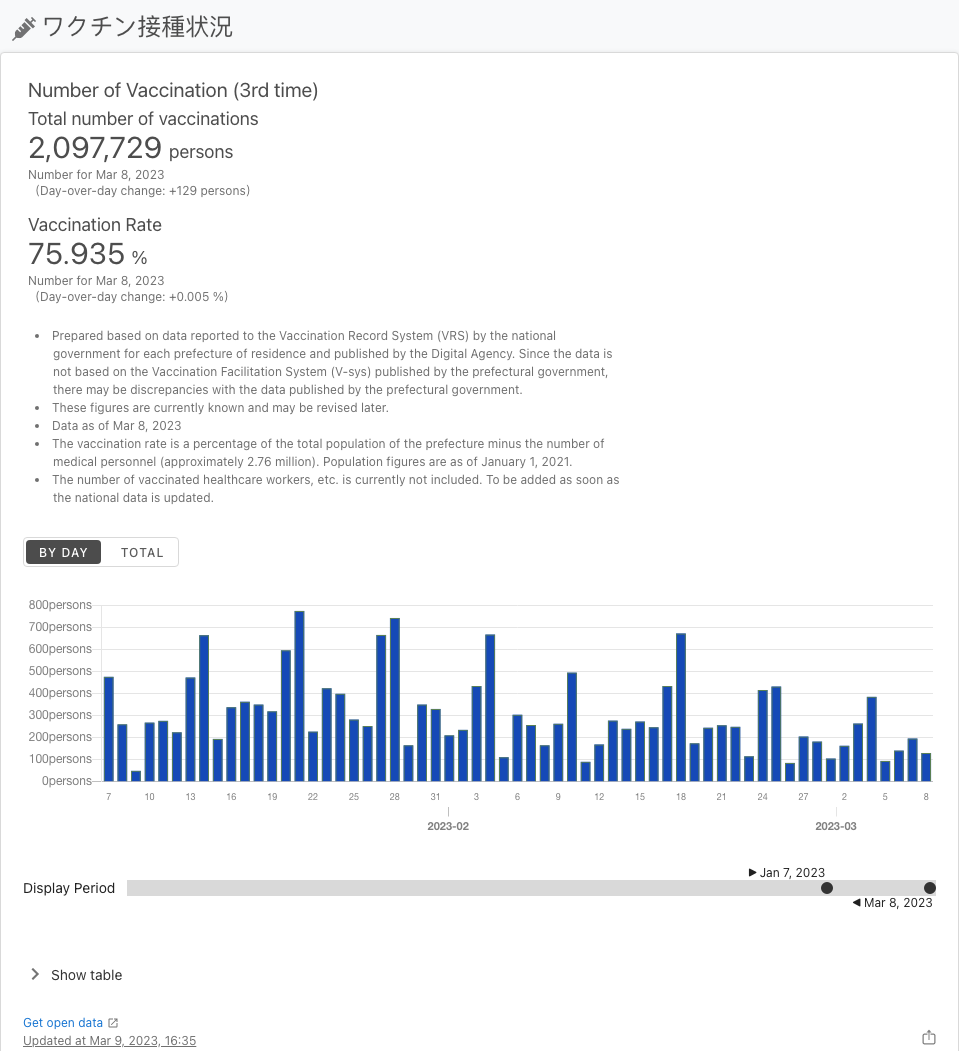 ワクチン接種状況
Number of Vaccination (3rd time)
Total number of vaccinations
2,097,729 persons
Number for Mar 8, 2023
(Day-over-day change: +129 persons)
Vaccination Rate
75.935 %
Number for Mar 8, 2023
(Day-over-day change: +0.005 %)
• Prepared based on data reported to the Vaccination Record System (VRS) by the national
government for each prefecture of residence and published by the Digital Agency. Since the data is
not based on the Vaccination Facilitation System (V-sys) published by the prefectural government,
there may be discrepancies with the data published by the prefectural government.
• These figures are currently known and may be revised later.
• Data as of Mar 8, 2023
• The vaccination rate is a percentage of the total population of the prefecture minus the number of
medical personnel (approximately 2.76 million). Population figures are as of January 1, 2021.
• The number of vaccinated healthcare workers, etc. is currently not included. To be added as soon as
the national data is updated.
BY DAY TOTAL
800persons
700persons
600persons
500persons
400persons
300persons
200persons
100persons
0persons
7 10 13 16 19 22 25 28 31 3 6 9 12 15 18 21 24 27 2 5 8
2023-02 2023-03
Jan 7, 2023
Display Period
Mar 8, 2023
Show table
Get open data
Updated at Mar 9, 2023, 16:35